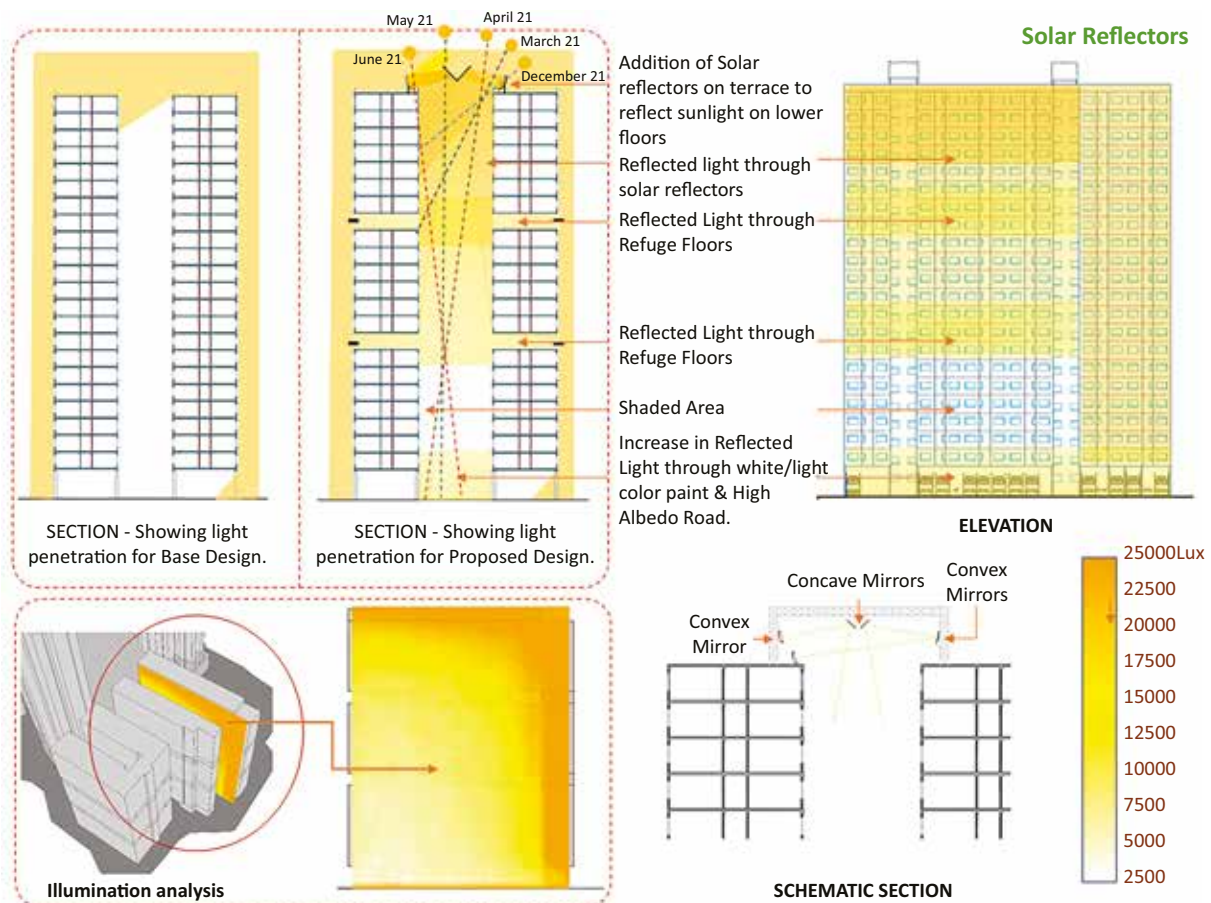 Solar Reflectors
May 21
April 21
March 21
June 21
December 21
Addition of Solar
reflectors on terrace to
reflect sunlight on lower
floors
Reflected light through
solar reflectors
Reflected Light through
Refuge Floors
Reflected Light through
Refuge Floors
Shaded Area
Increase in Reflected
Light through white/light
color paint & High
Albedo Road.
SECTION - Showing light
penetration for Base Design.
SECTION - Showing light
penetration for Proposed Design.
ELEVATION
Concave Mirrors
Convex
Mirrors
Convex
Mirror
25000Lux
22500
20000
17500
15000
12500
10000
7500
5000
2500
Illumination analysis
SCHEMATIC SECTION